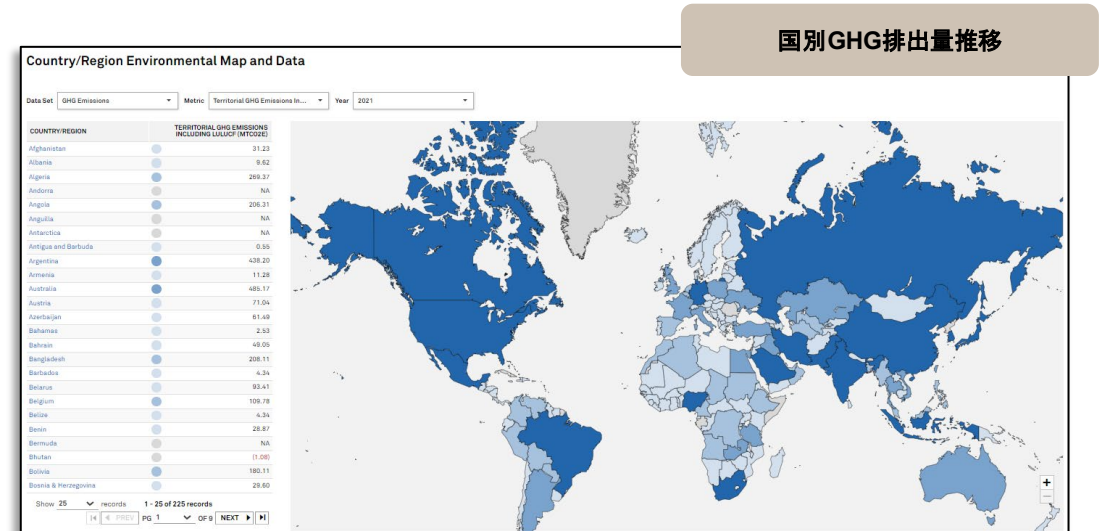 国別GHG排出量推移
Country/Region Environmental Map and Data
Data Set GHG Emissions Metric Territorial GHG Emissions In... Year 2021
COUNTRY/REGION TERRITORIAL GHG EMISSIONS INCLUDING LULUCF (MTCO2E)
Afghanistan 31.23
Albania 9.62
Algeria 269.37
Andorra NA
Angola 206.31
Anguilla NA
Antarctica NA
Antigua and Barbuda 0.55
Argentina 438.20
Armenia 11.28
Australia 485.17
Austria 71.04
Azerbaijan 61.49
Bahamas 2.53
Bahrain 49.05
Bangladesh 208.11
Barbados 4.34
Belarus 93.41
Belgium 109.78
Belize 4.34
Benin 28.87
Bermuda NA
Bhutan (1.08)
Bolivia 180.11
Bosnia & Herzegovina 29.60
Show 25 records 1 - 25 of 225 records
PREV PG 1 OF 9 NEXT